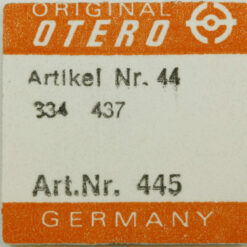 ORIGINAL
OTERO
Artikel Nr. 44
334 437
Art.Nr. 445
GERMANY